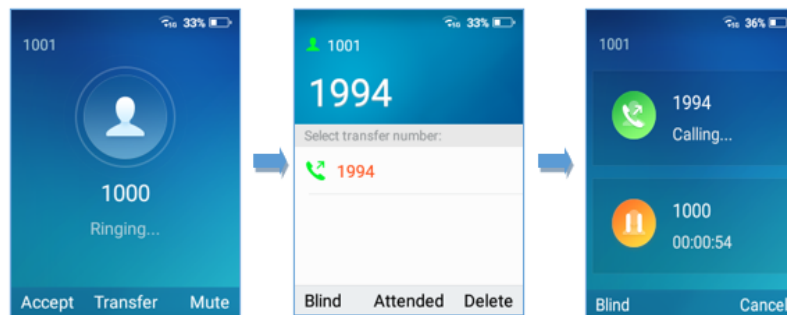 33%
1001
1000
Ringing...
Accept Transfer Mute
33%
1001
1994
Select transfer number:
1994
Blind Attended Delete
36%
1001
1994
Calling...
1000
00:00:54
Blind Cancel